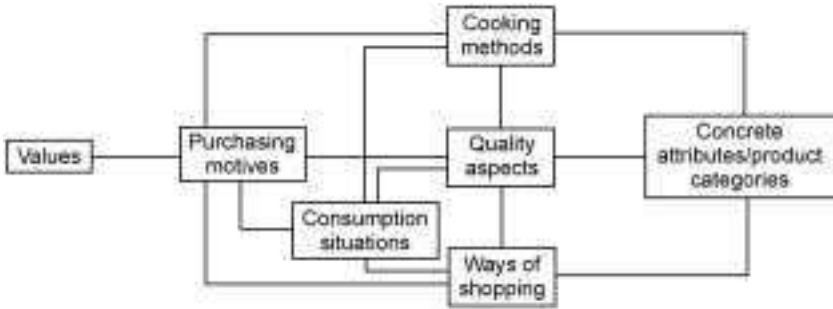 Cooking
methods
Values
Purchasing
motives
Quality
aspects
Concrete
attributes/product
categories
Consumption
situations
Ways of
shopping